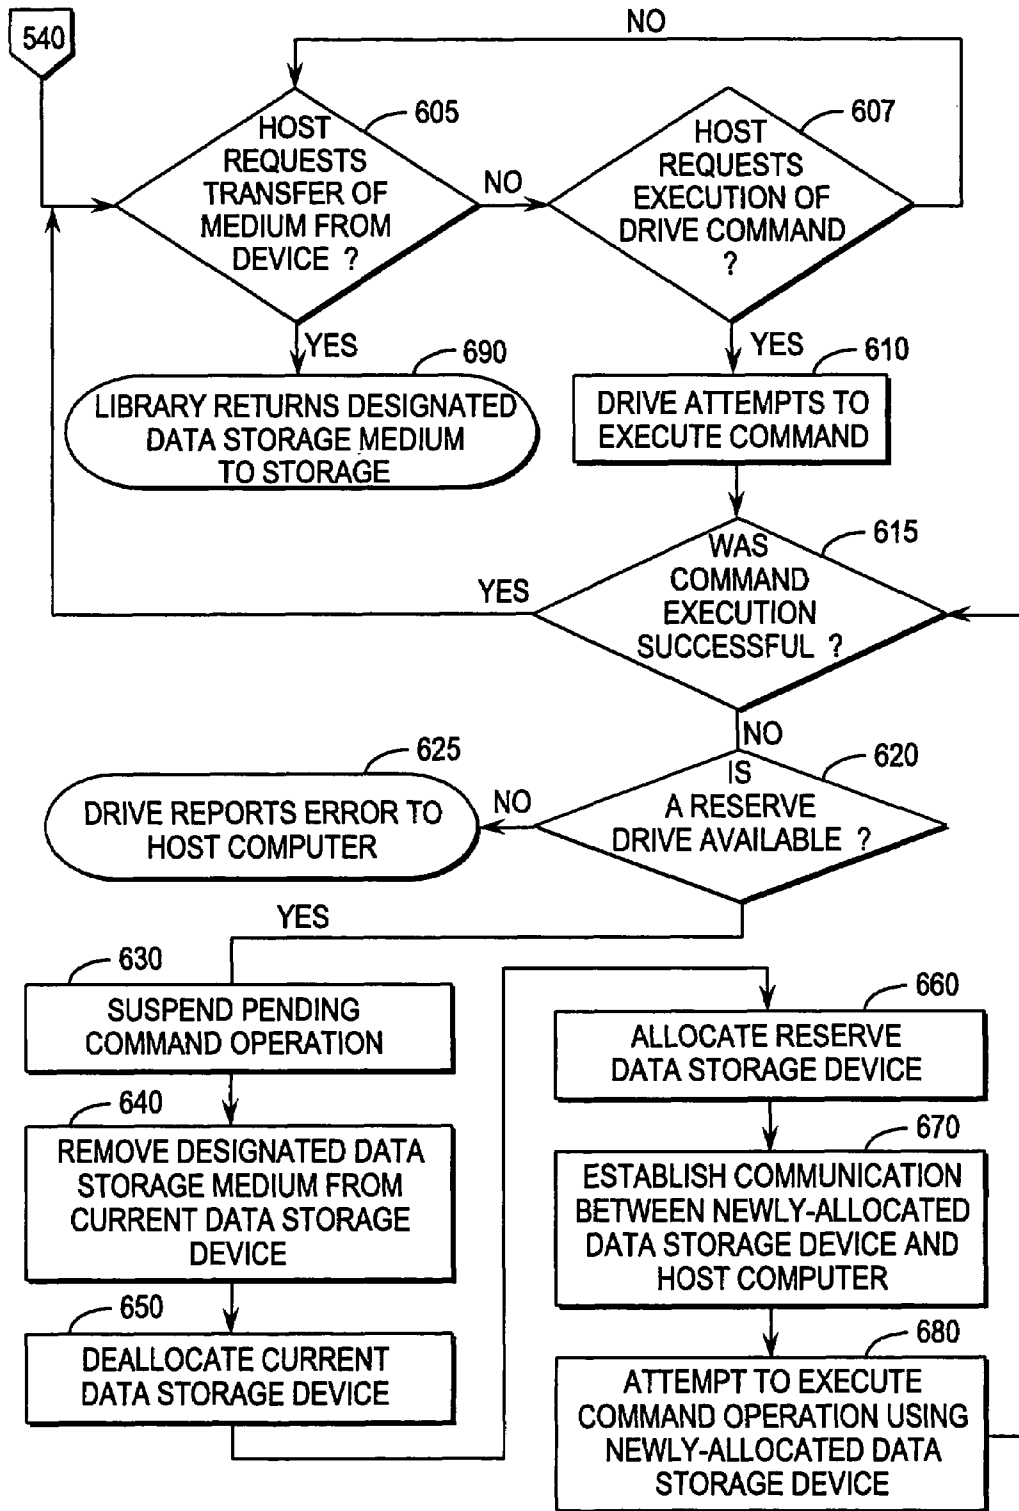 540
NO
605
HOST
REQUESTS
TRANSFER OF
MEDIUM FROM
DEVICE ?
NO
607
HOST
REQUESTS
EXECUTION OF
DRIVE COMMAND
?
YES
690
LIBRARY RETURNS DESIGNATED
DATA STORAGE MEDIUM
TO STORAGE
YES
610
DRIVE ATTEMPTS TO
EXECUTE COMMAND
615
WAS
COMMAND
EXECUTION
SUCCESSFUL ?
YES
NO
620
IS
A RESERVE
DRIVE AVAILABLE ?
NO
625
DRIVE REPORTS ERROR TO
HOST COMPUTER
YES
630
SUSPEND PENDING
COMMAND OPERATION
640
REMOVE DESIGNATED DATA
STORAGE MEDIUM FROM
CURRENT DATA STORAGE
DEVICE
650
DEALLOCATE CURRENT
DATA STORAGE DEVICE
660
ALLOCATE RESERVE
DATA STORAGE DEVICE
670
ESTABLISH COMMUNICATION
BETWEEN NEWLY-ALLOCATED
DATA STORAGE DEVICE AND
HOST COMPUTER
680
ATTEMPT TO EXECUTE
COMMAND OPERATION USING
NEWLY-ALLOCATED DATA
STORAGE DEVICE